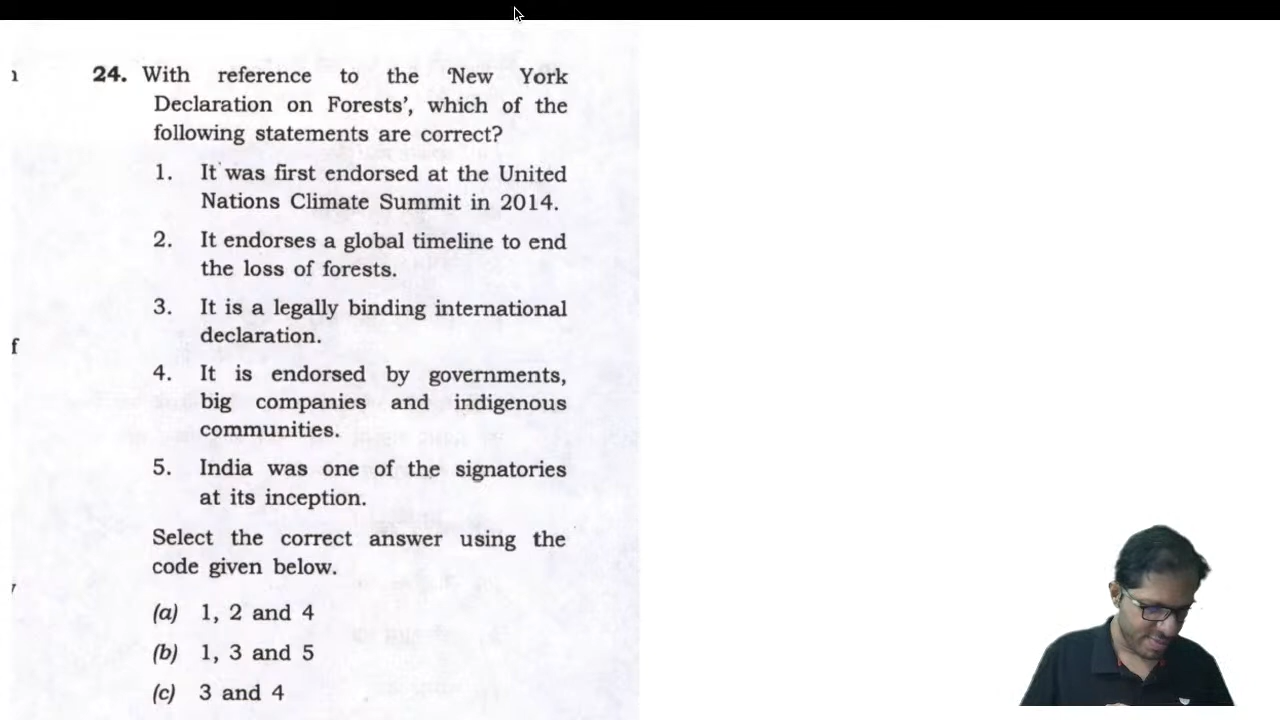 24. With reference to the 'New York
Declaration on Forests', which of the
following statements are correct?
1. It was first endorsed at the United
Nations Climate Summit in 2014.
2. It endorses a global timeline to end
the loss of forests.
3. It is a legally binding international
declaration.
4. It is endorsed by governments,
big companies and indigenous
communities.
5. India was one of the signatories
at its inception.
Select the correct answer using the
code given below.
(a) 1, 2 and 4
(b) 1, 3 and 5
(c) 3 and 4
f